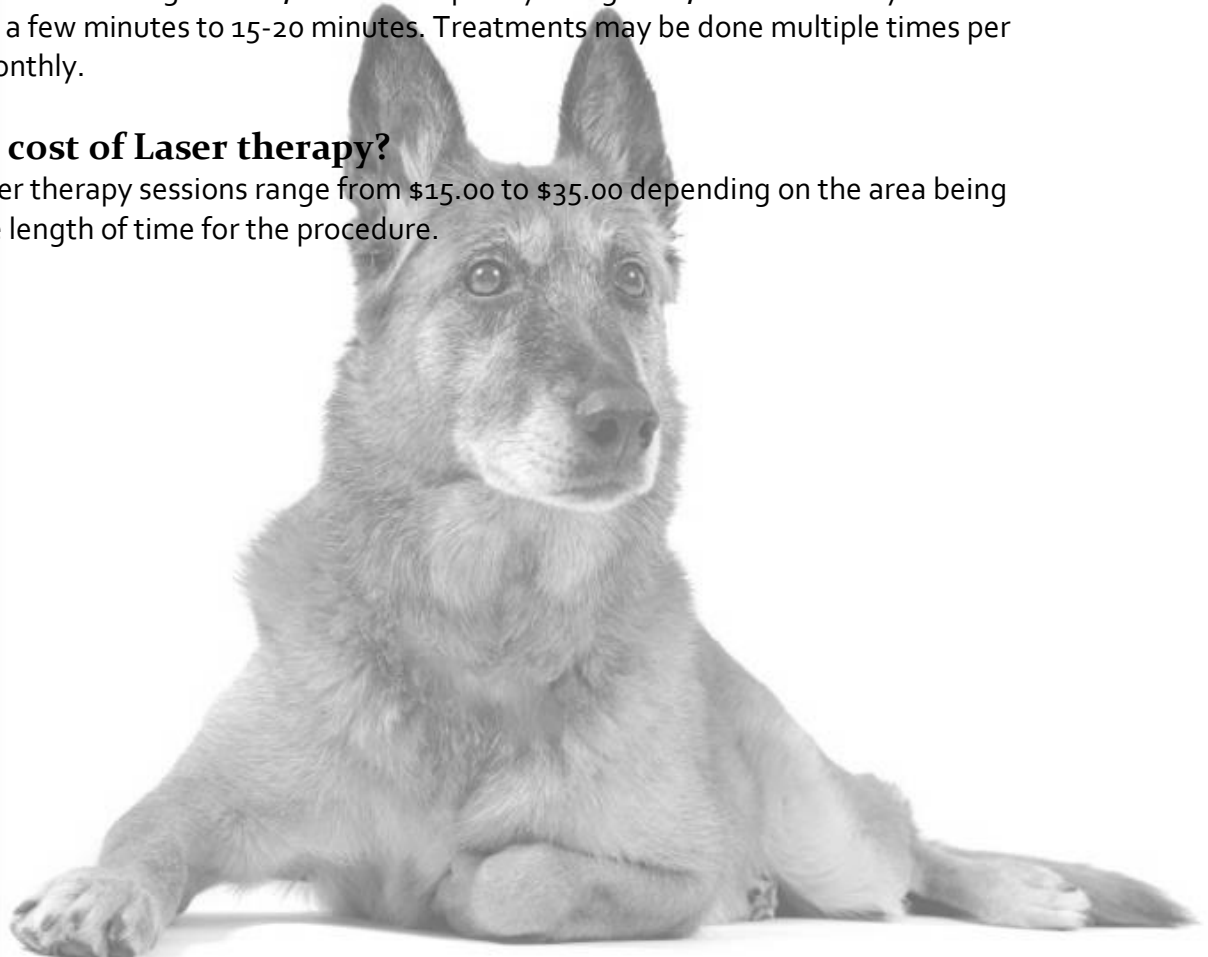 a few minutes to 15-20 minutes. Treatments may be done multiple times per
onthly.
cost of Laser therapy?
er therapy sessions range from $15.00 to $35.00 depending on the area being
length of time for the procedure.